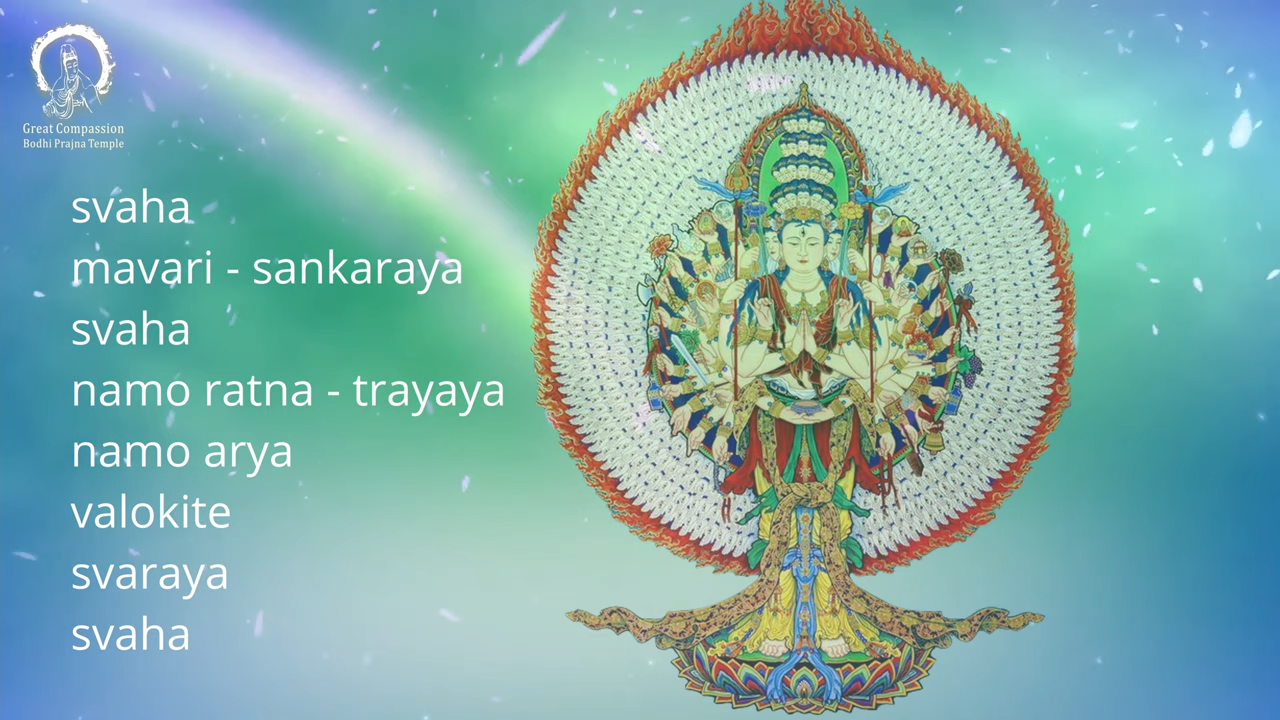 Great Compassion
Bodhi Prajna Temple
svaha
mavari - sankaraya
svaha
namo ratna - trayaya
namo arya
valokite
svaraya
svaha